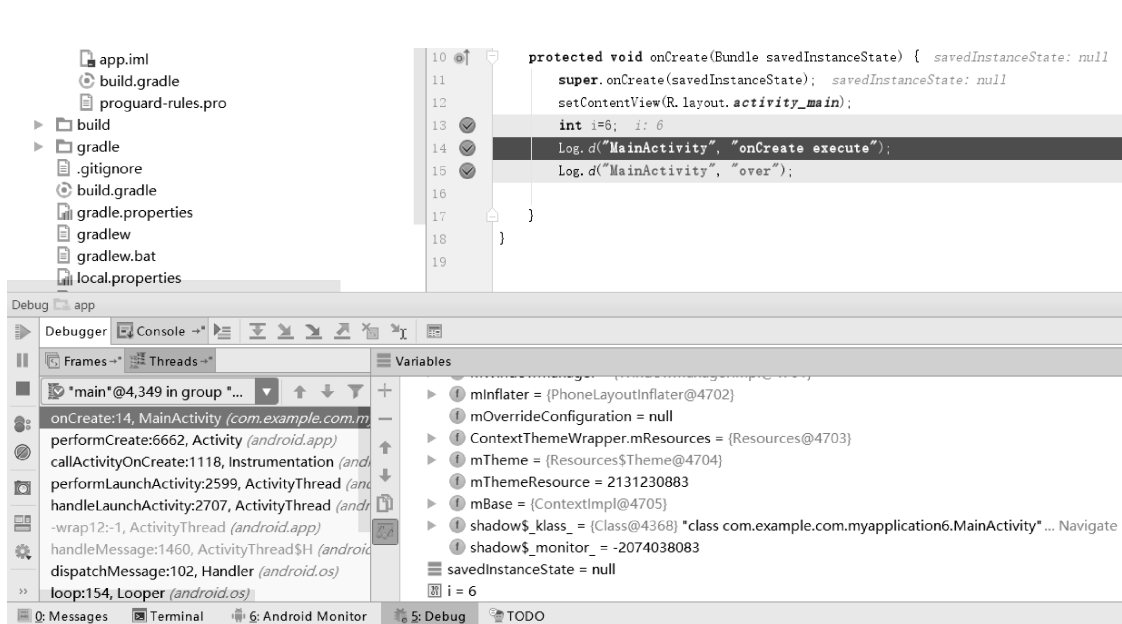 app.iml
build.gradle
proguard-rules.pro
build
gradle
.gitignore
build.gradle
gradle.properties
gradlew
gradlew.bat
local.properties
10 protected void onCreate(Bundle savedInstanceState) { savedInstanceState: null
11 super.onCreate(savedInstanceState); savedInstanceState: null
12 setContentView(R.layout.activity_main);
13 int i=6; i: 6
14 Log.d("MainActivity", "onCreate execute");
15 Log.d("MainActivity", "over");
16
17 }
18 }
19
Debug app
Debugger Console
Frames Threads
"main"@4,349 in group "...
onCreate:14, MainActivity (com.example.com.my
performCreate:6662, Activity (android.app)
callActivityOnCreate:1118, Instrumentation (andi
performLaunchActivity:2599, ActivityThread (and
handleLaunchActivity:2707, ActivityThread (andr
-wrap12:-1, ActivityThread (android.app)
handleMessage:1460, ActivityThread$H (androic
dispatchMessage:102, Handler (android.os)
loop:154, Looper (android.os)
Variables
mInflater = {PhoneLayoutInflater@4702}
mOverrideConfiguration = null
ContextThemeWrapper.mResources = {Resources@4703}
mTheme = {Resources$Theme@4704}
mThemeResource = 2131230883
mBase = {ContextImpl@4705}
shadow$_klass_ = {Class@4368} "class com.example.com.myapplication6.MainActivity" ... Navigate
shadow$_monitor_ = -2074038083
savedInstanceState = null
i = 6
0: Messages Terminal 6: Android Monitor 5: Debug TODO